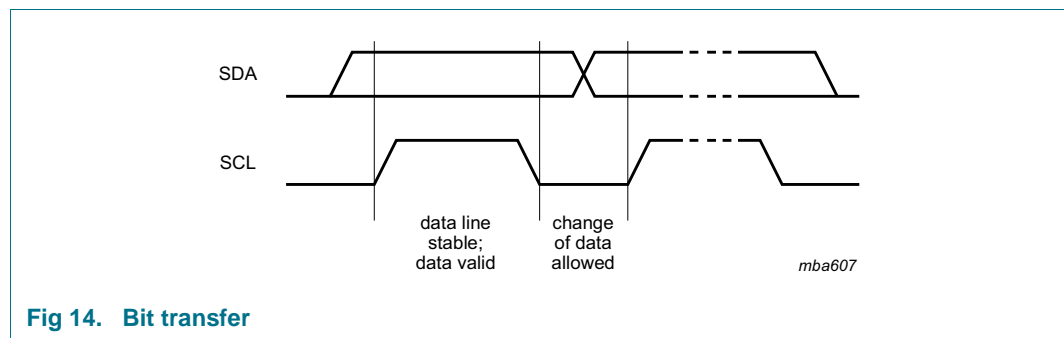 SDA
SCL
data line
stable;
data valid
change
of data
allowed
mba607
Fig 14. Bit transfer